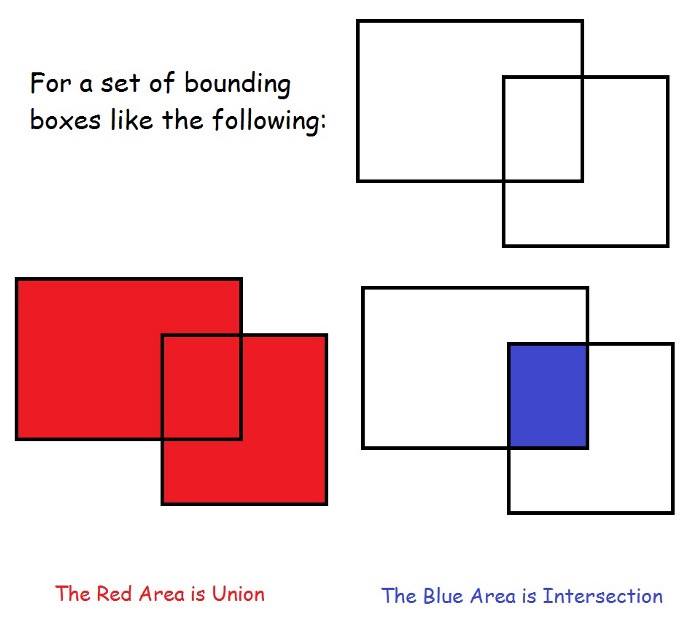 For a set of bounding
boxes like the following:
The Red Area is Union
The Blue Area is Intersection